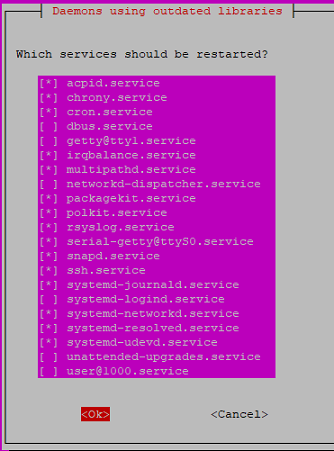 Daemons using outdated libraries
Which services should be restarted?
[*] acpid.service
[*] chrony.service
[*] cron.service
[ ] dbus.service
[ ] getty@tty1.service
[*] irqbalance.service
[*] multipathd.service
[ ] networkd-dispatcher.service
[*] packagekit.service
[*] polkit.service
[*] rsyslog.service
[*] serial-getty@ttyS0.service
[*] snapd.service
[*] ssh.service
[*] systemd-journald.service
[ ] systemd-logind.service
[*] systemd-networkd.service
[*] systemd-resolved.service
[*] systemd-udevd.service
[ ] unattended-upgrades.service
[ ] user@1000.service
<Ok> <Cancel>